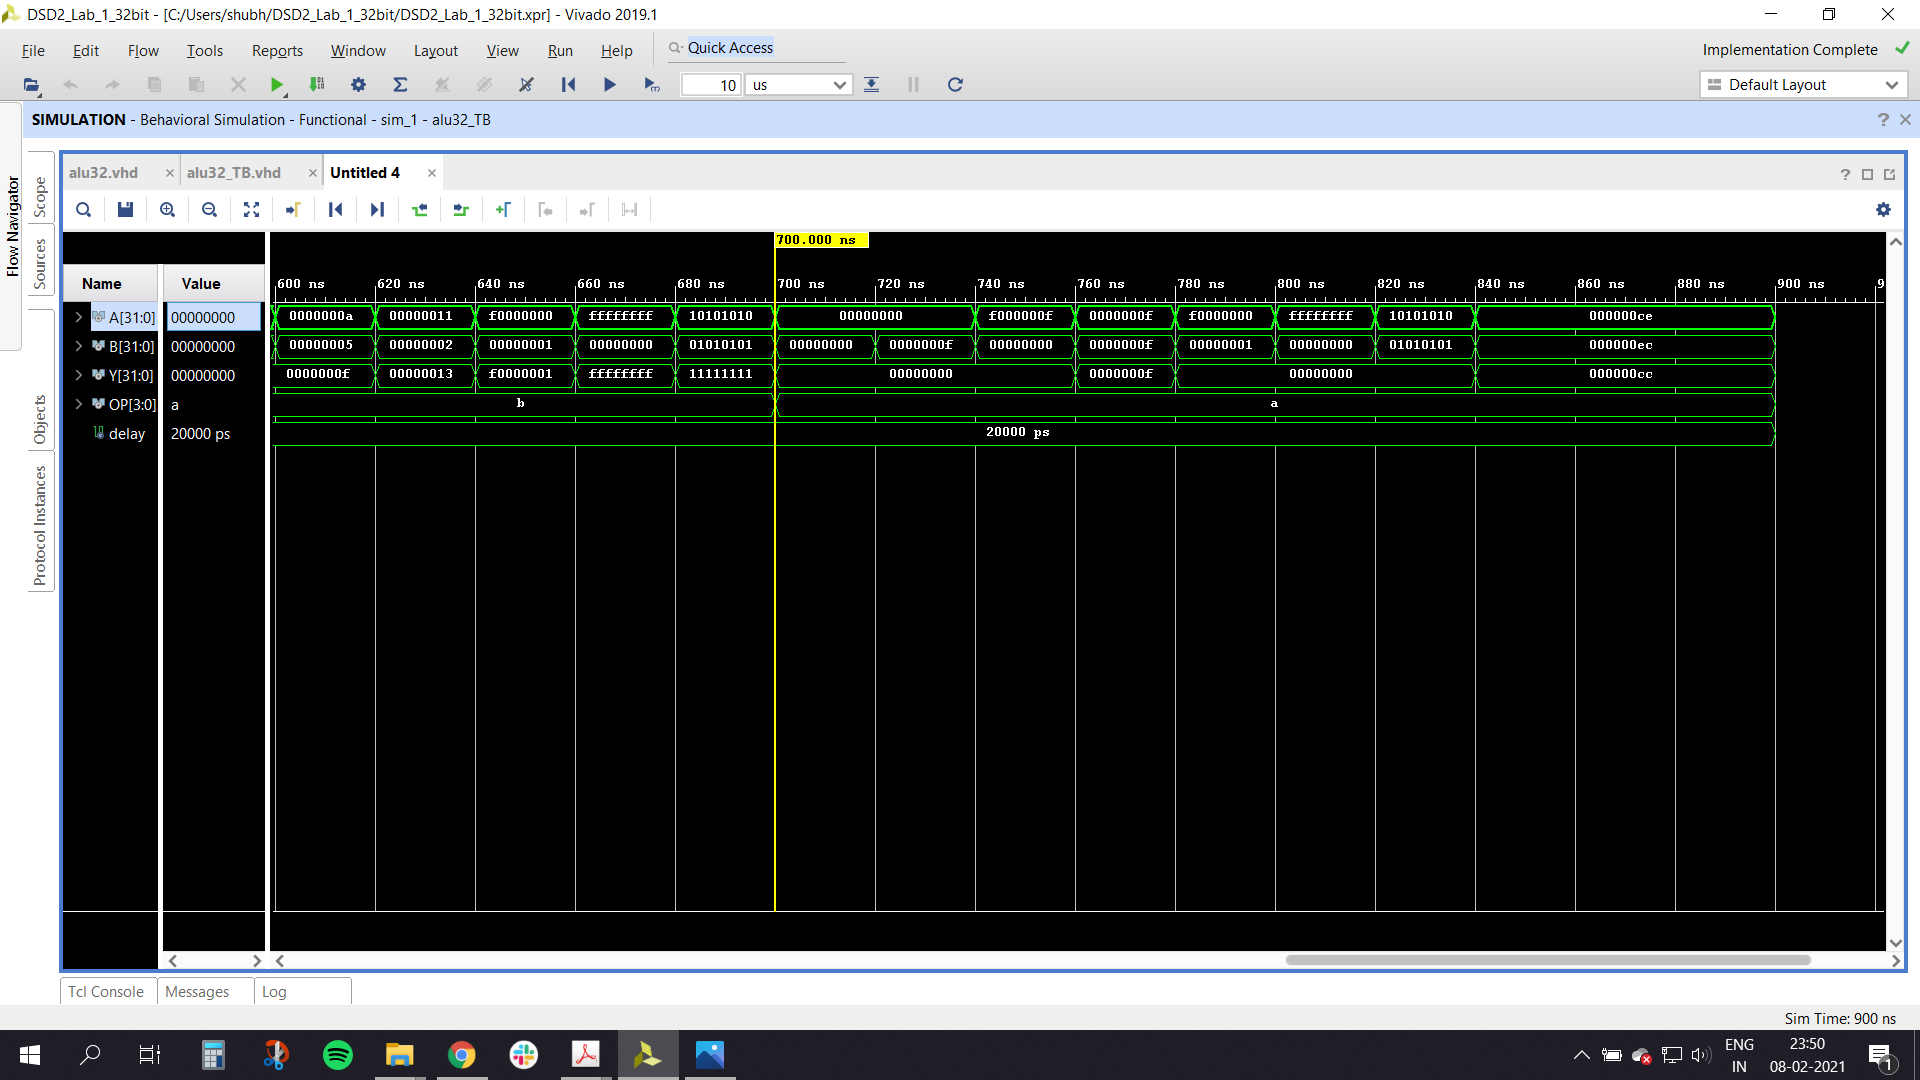 DSD2_Lab_1_32bit - [C:/Users/shubh/DSD2_Lab_1_32bit/DSD2_Lab_1_32bit.xpr] - Vivado 2019.1
File Edit Flow Tools Reports Window Layout View Run Help Quick Access Implementation Complete
10 us Default Layout
SIMULATION - Behavioral Simulation - Functional - sim_1 - alu32_TB
Flow Navigator
Scope
Sources
Objects
Protocol Instances
alu32.vhd alu32_TB.vhd Untitled 4
700.000 ns
Name Value 600 ns 620 ns 640 ns 660 ns 680 ns 700 ns 720 ns 740 ns 760 ns 780 ns 800 ns 820 ns 840 ns 860 ns 880 ns 900 ns 9
A[31:0] 00000000 0000000a 00000011 f0000000 ffffffff 10101010 00000000 f000000f 0000000f f0000000 ffffffff 10101010 000000ce
B[31:0] 00000000 00000005 00000002 00000001 00000000 01010101 00000000 0000000f 00000000 0000000f 00000001 00000000 01010101 000000ec
Y[31:0] 00000000 0000000f 00000013 f0000001 ffffffff 11111111 00000000 0000000f 00000000 000000cc
OP[3:0] a b a
delay 20000 ps 20000 ps
Tcl Console Messages Log
Sim Time: 900 ns
ENG 23:50
IN 08-02-2021 1